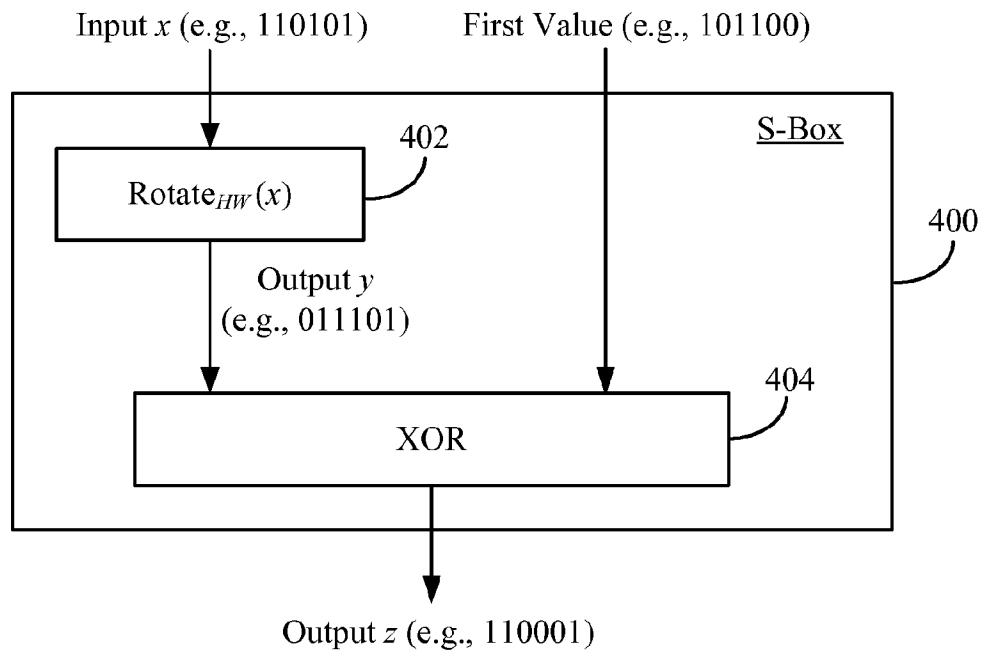 Input x (e.g., 110101)
First Value (e.g., 101100)
S-Box
402
Rotate_HW(x)
400
Output y
(e.g., 011101)
404
XOR
Output z (e.g., 110001)